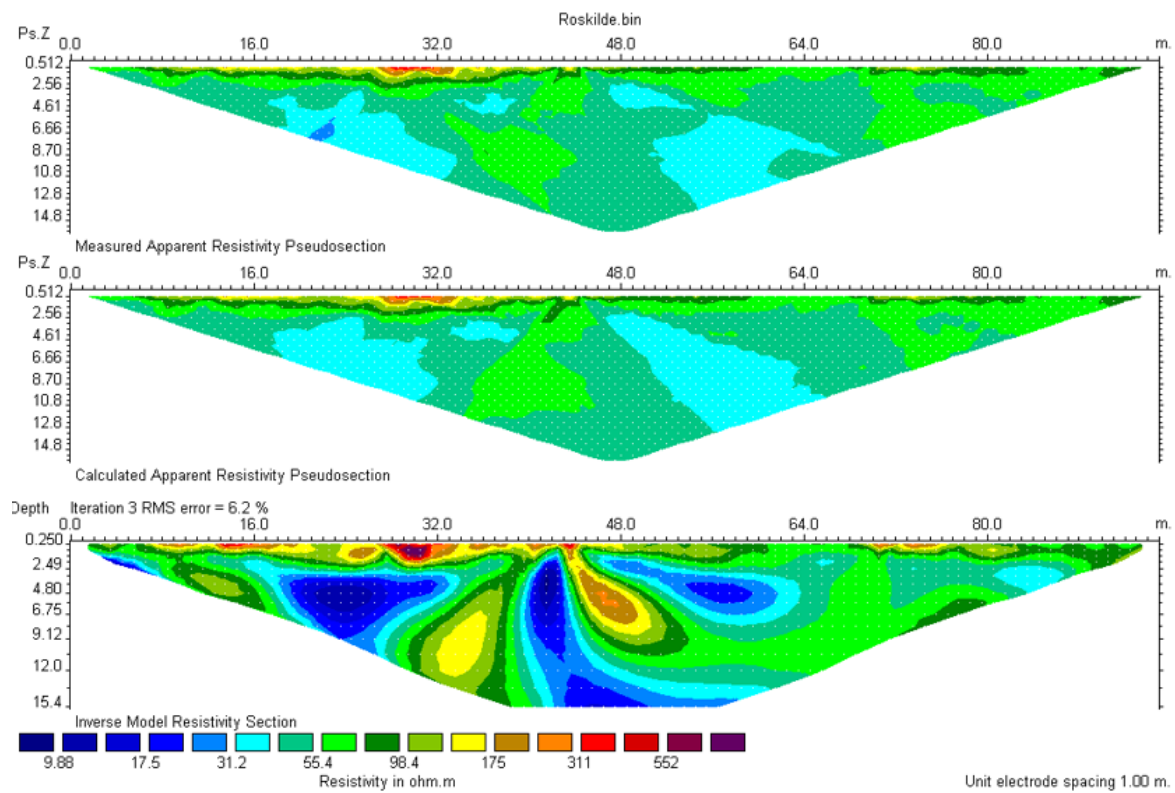 Roskilde.bin
Ps.Z
0.0 16.0 32.0 48.0 64.0 80.0 m.
0.512
2.56
4.61
6.66
8.70
10.8
12.8
14.8
Measured Apparent Resistivity Pseudosection
Ps.Z
0.0 16.0 32.0 48.0 64.0 80.0 m.
0.512
2.56
4.61
6.66
8.70
10.8
12.8
14.8
Calculated Apparent Resistivity Pseudosection
Depth Iteration 3 RMS error = 6.2 %
0.0 16.0 32.0 48.0 64.0 80.0 m.
0.250
2.49
4.80
6.75
9.12
12.0
15.4
Inverse Model Resistivity Section
9.88 17.5 31.2 55.4 98.4 175 311 552
Resistivity in ohm.m Unit electrode spacing 1.00 m.